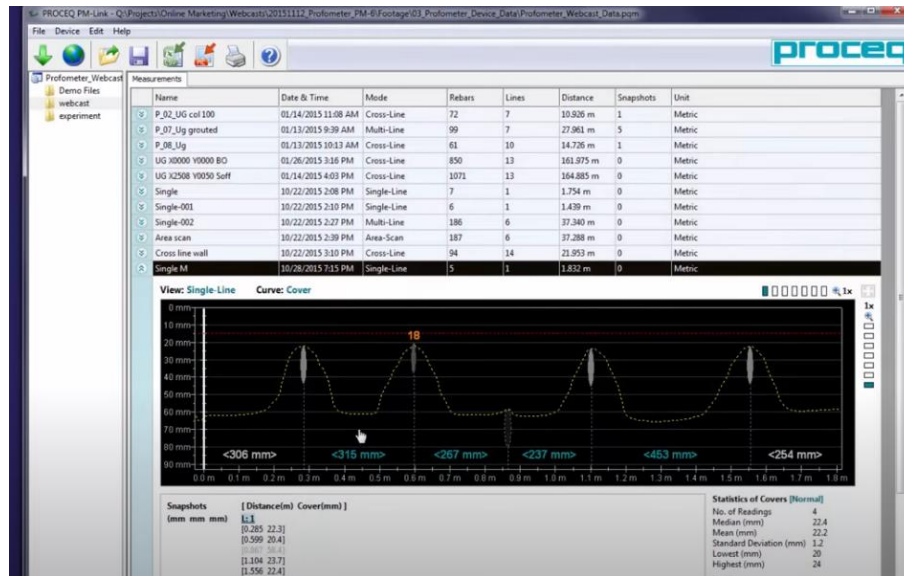 PROCEQ PM-Link - Q:\Projects\Online Marketing\Webcasts\20151112_Profometer_PM-6\Footage\03_Profometer_Device_Data\Profometer_Webcast_Data.pqm
File Device Edit Help
proceq
Profometer_Webcast
Demo Files
webcast
experiment
Measurements
Name Date & Time Mode Rebars Lines Distance Snapshots Unit
P_02_UG col 100 01/14/2015 11:08 AM Cross-Line 72 7 10.926 m 1 Metric
P_07_Ug grouted 01/13/2015 9:39 AM Multi-Line 99 7 27.961 m 5 Metric
P_08_Ug 01/13/2015 10:13 AM Cross-Line 61 10 14.726 m 1 Metric
UG X0000 Y0000 BO 01/26/2015 3:16 PM Cross-Line 850 13 161.975 m 0 Metric
UG X2508 Y0050 Soff 01/14/2015 4:03 PM Cross-Line 1071 13 164.885 m 0 Metric
Single 10/22/2015 2:08 PM Single-Line 7 1 1.754 m 0 Metric
Single-001 10/22/2015 2:10 PM Single-Line 6 1 1.439 m 0 Metric
Single-002 10/22/2015 2:27 PM Multi-Line 186 6 37.340 m 0 Metric
Area scan 10/22/2015 2:39 PM Area-Scan 187 6 37.288 m 0 Metric
Cross line wall 10/22/2015 3:10 PM Cross-Line 94 14 21.953 m 0 Metric
Single M 10/28/2015 7:15 PM Single-Line 5 1 1.832 m 0 Metric
View: Single-Line Curve: Cover 1x
1x
0 mm
10 mm
18
20 mm
30 mm
40 mm
50 mm
60 mm
70 mm
80 mm
<306 mm> <315 mm> <267 mm> <237 mm> <453 mm> <254 mm>
90 mm
0.0 m 0.1 m 0.2 m 0.3 m 0.4 m 0.5 m 0.6 m 0.7 m 0.8 m 0.9 m 1.0 m 1.1 m 1.2 m 1.3 m 1.4 m 1.5 m 1.6 m 1.7 m 1.8 m
Snapshots [ Distance(m) Cover(mm) ]
(mm mm mm) L: 1
[0.285 22.3]
[0.599 20.4]
[0.867 58.4]
[1.104 23.7]
[1.556 22.4]
Statistics of Covers [Normal]
No. of Readings 4
Median (mm) 22.4
Mean (mm) 22.2
Standard Deviation (mm) 1.2
Lowest (mm) 20
Highest (mm) 24